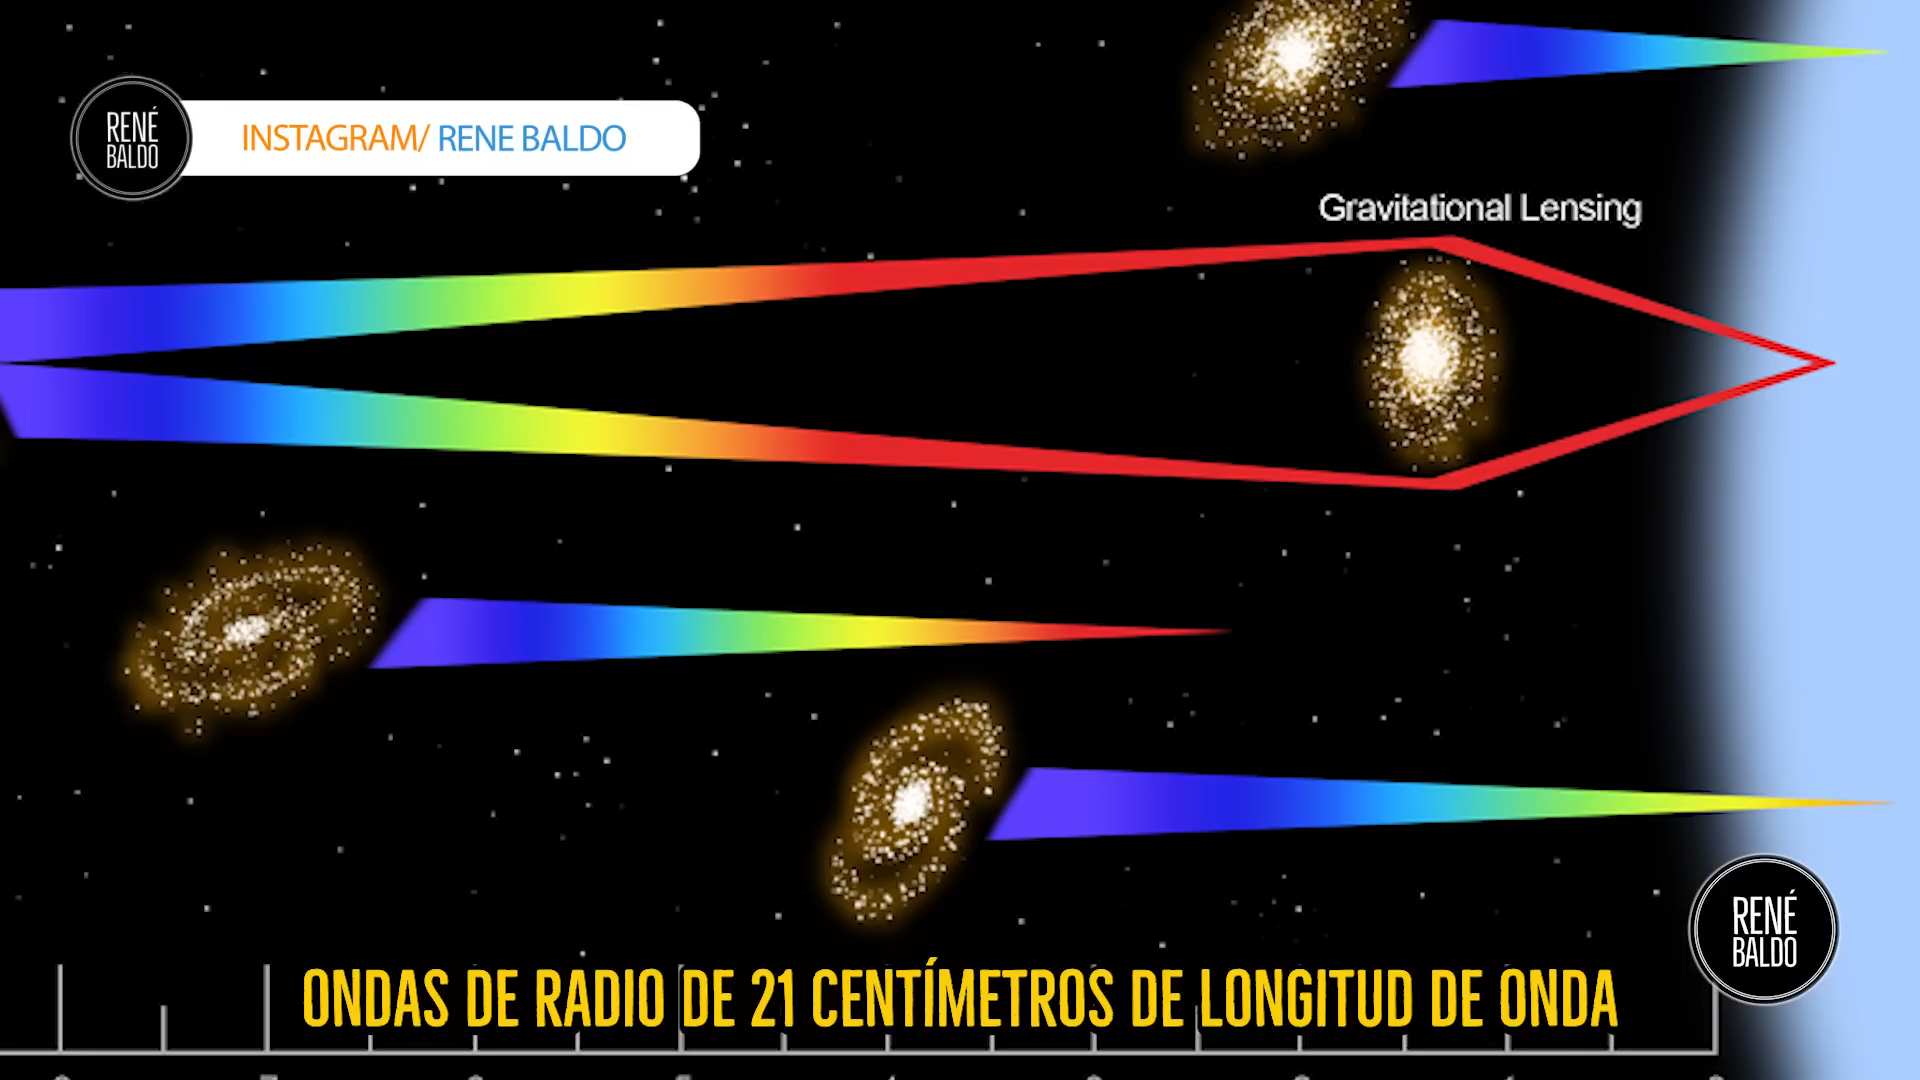 RENÉ
BALDO
INSTAGRAM/ RENE BALDO
Gravitational Lensing
RENÉ
BALDO
ONDAS DE RADIO DE 21 CENTÍMETROS DE LONGITUD DE ONDA